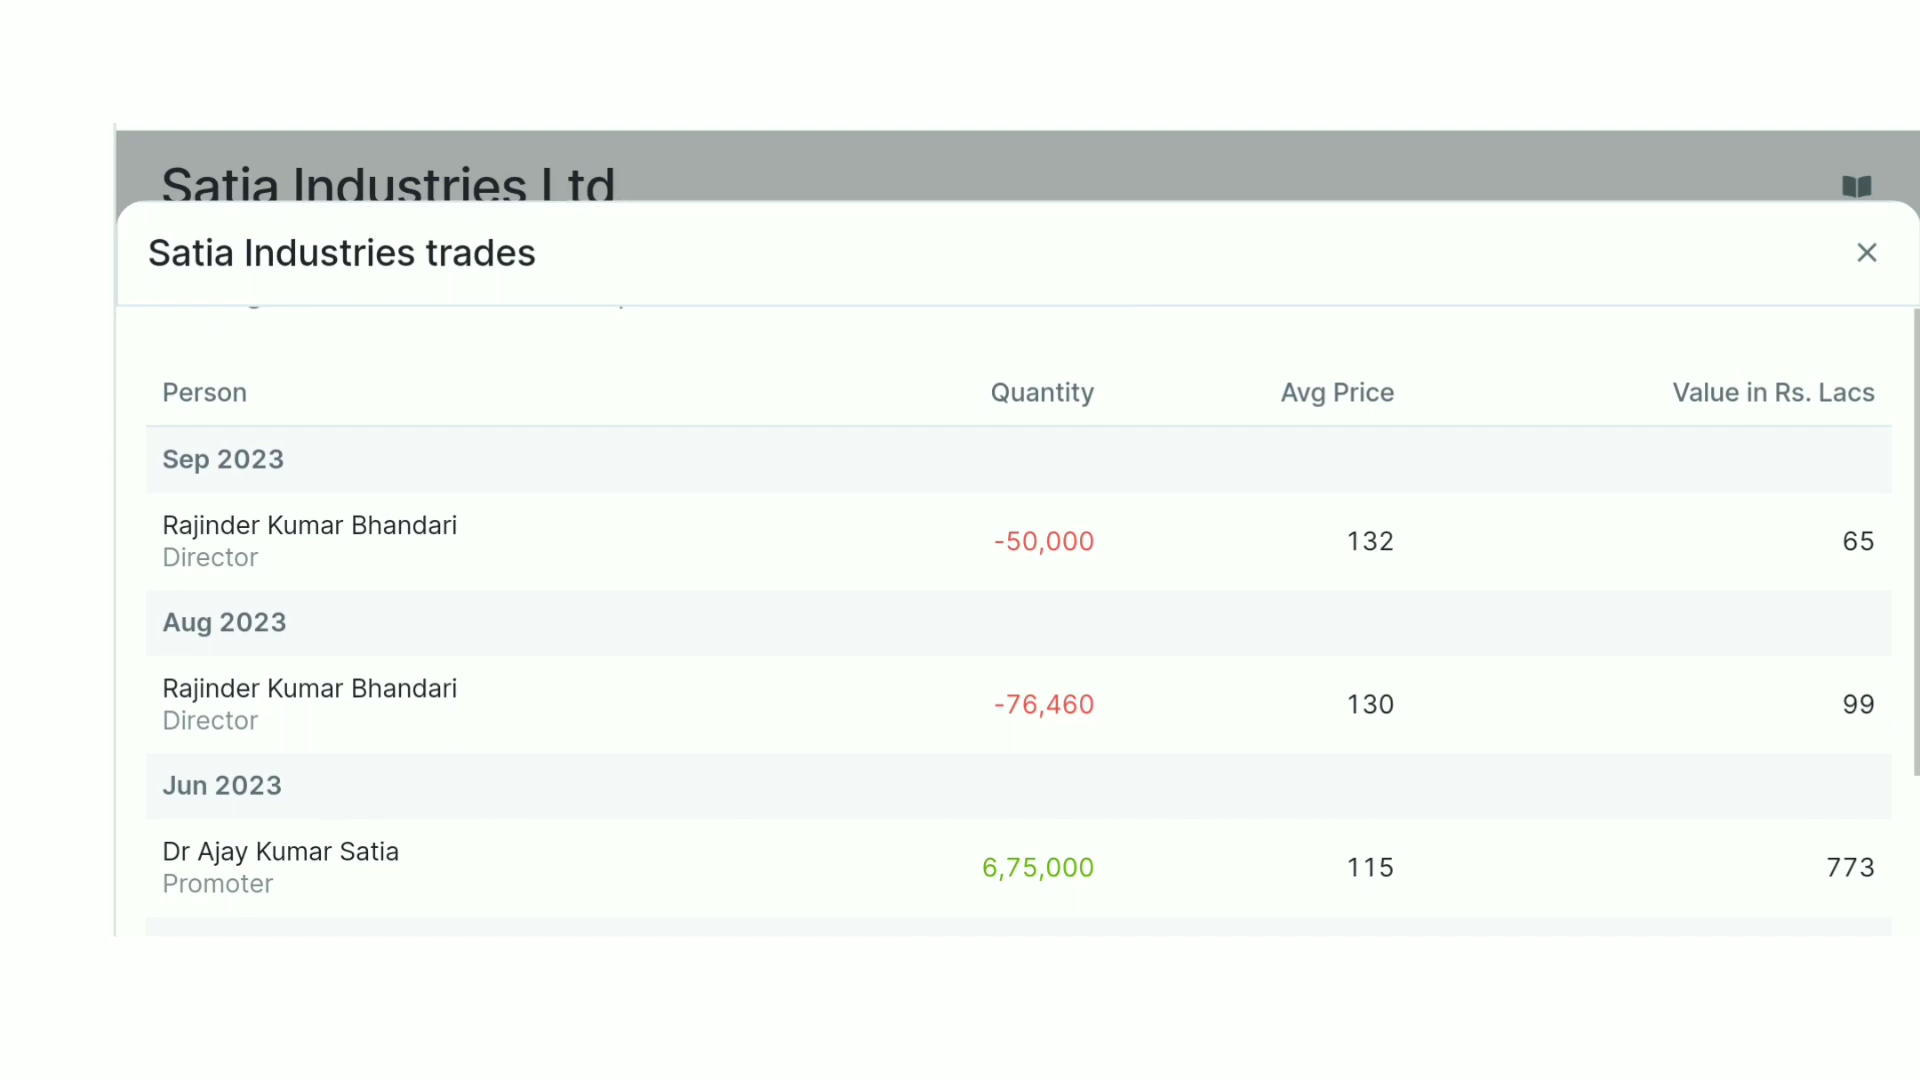 Satia Industries Ltd
Satia Industries trades
Person Quantity Avg Price Value in Rs. Lacs
Sep 2023
Rajinder Kumar Bhandari
Director
-50,000 132 65
Aug 2023
Rajinder Kumar Bhandari
Director
-76,460 130 99
Jun 2023
Dr Ajay Kumar Satia
Promoter
6,75,000 115 773